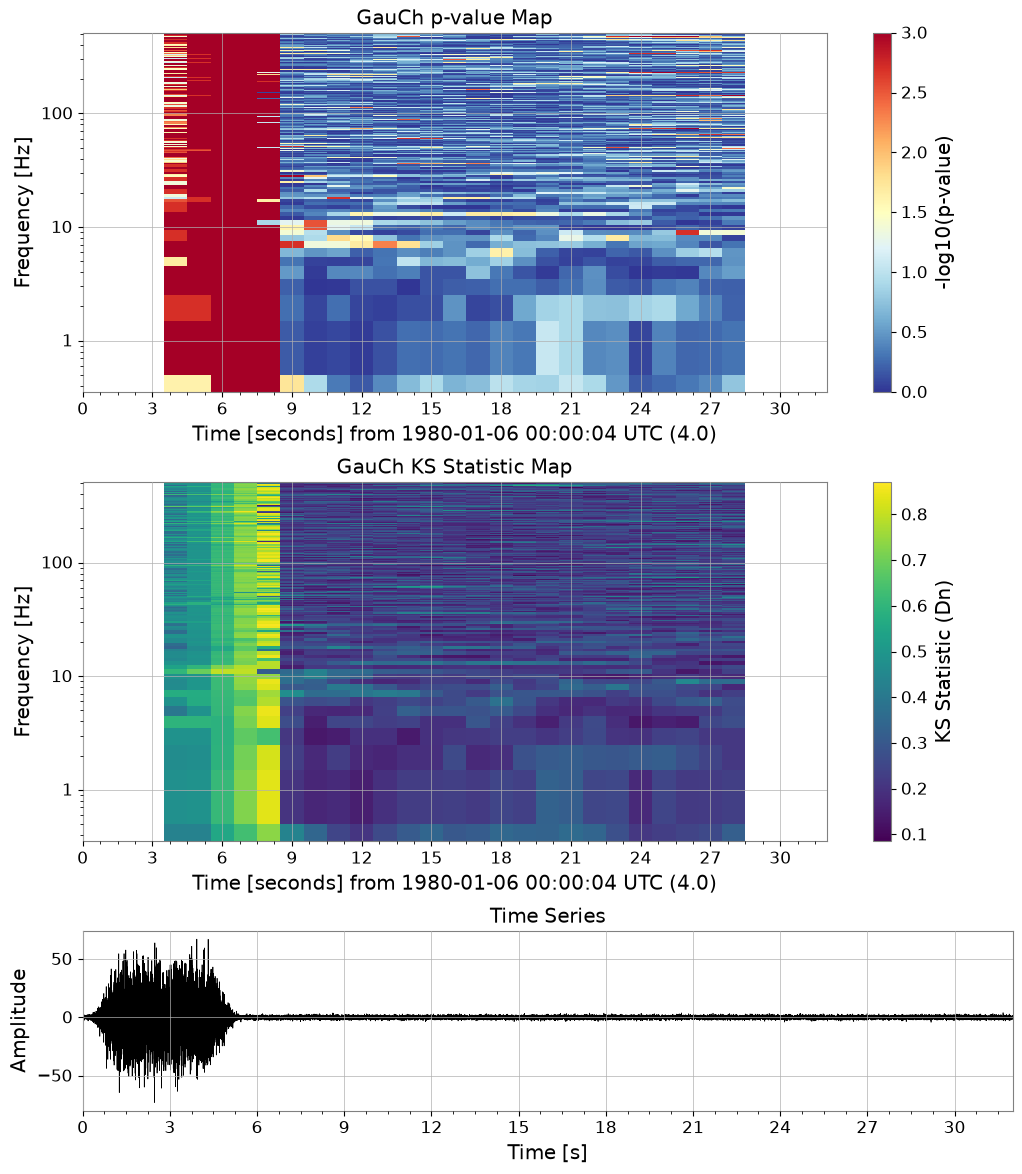 GauCh p-value Map
Frequency [Hz]
100
10
1
0 3 6 9 12 15 18 21 24 27 30
Time [seconds] from 1980-01-06 00:00:04 UTC (4.0)
3.0
2.5
2.0
1.5
1.0
0.5
0.0
-log10(p-value)
GauCh KS Statistic Map
Frequency [Hz]
100
10
1
0 3 6 9 12 15 18 21 24 27 30
Time [seconds] from 1980-01-06 00:00:04 UTC (4.0)
0.8
0.7
0.6
0.5
0.4
0.3
0.2
0.1
KS Statistic (Dn)
Time Series
Amplitude
50
0
−50
0 3 6 9 12 15 18 21 24 27 30
Time [s]